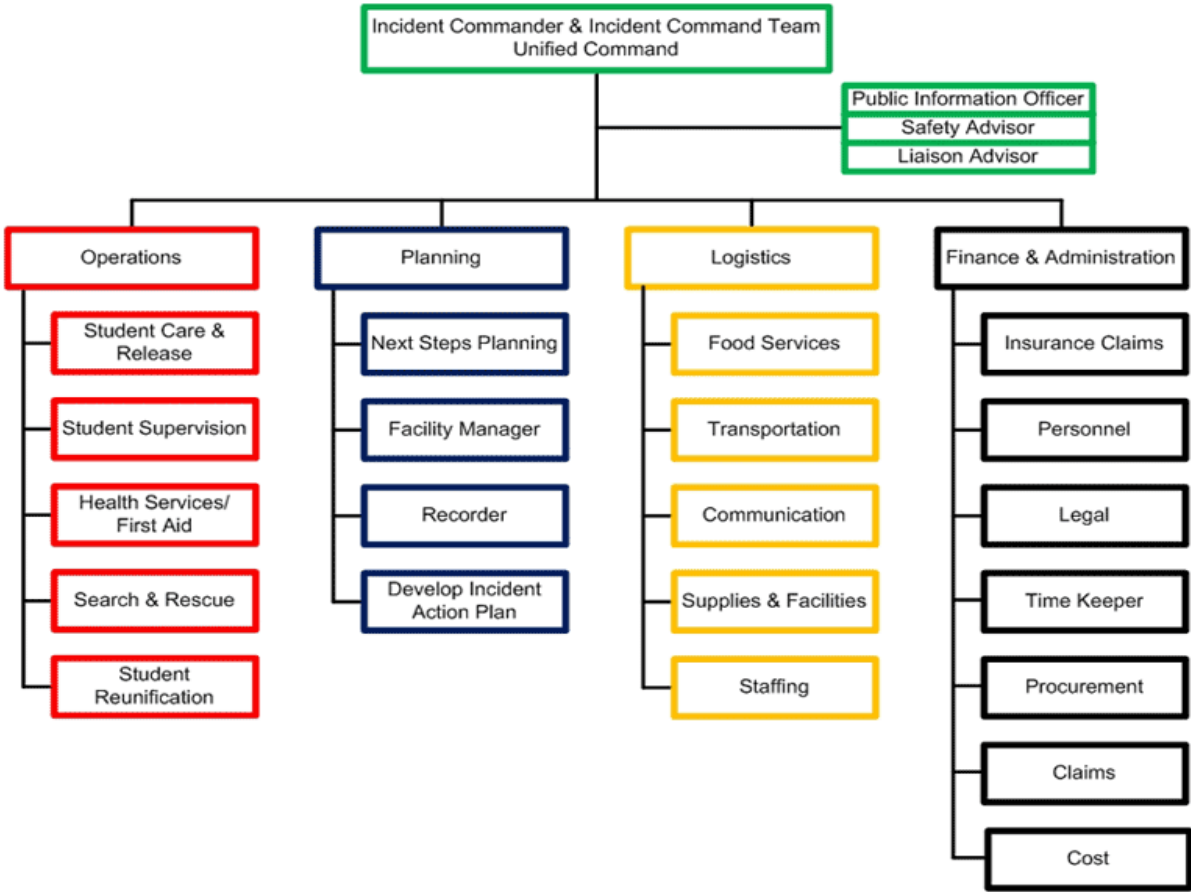 Incident Commander & Incident Command Team
Unified Command
Public Information Officer
Safety Advisor
Liaison Advisor
Operations
Student Care &
Release
Student Supervision
Health Services/
First Aid
Search & Rescue
Student
Reunification
Planning
Next Steps Planning
Facility Manager
Recorder
Develop Incident
Action Plan
Logistics
Food Services
Transportation
Communication
Supplies & Facilities
Staffing
Finance & Administration
Insurance Claims
Personnel
Legal
Time Keeper
Procurement
Claims
Cost